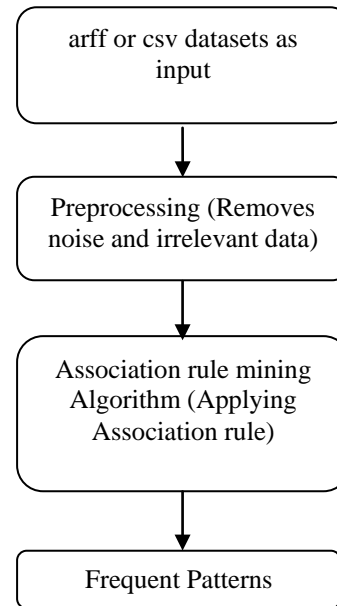 arff or csv datasets as
input
Preprocessing (Removes
noise and irrelevant data)
Association rule mining
Algorithm (Applying
Association rule)
Frequent Patterns